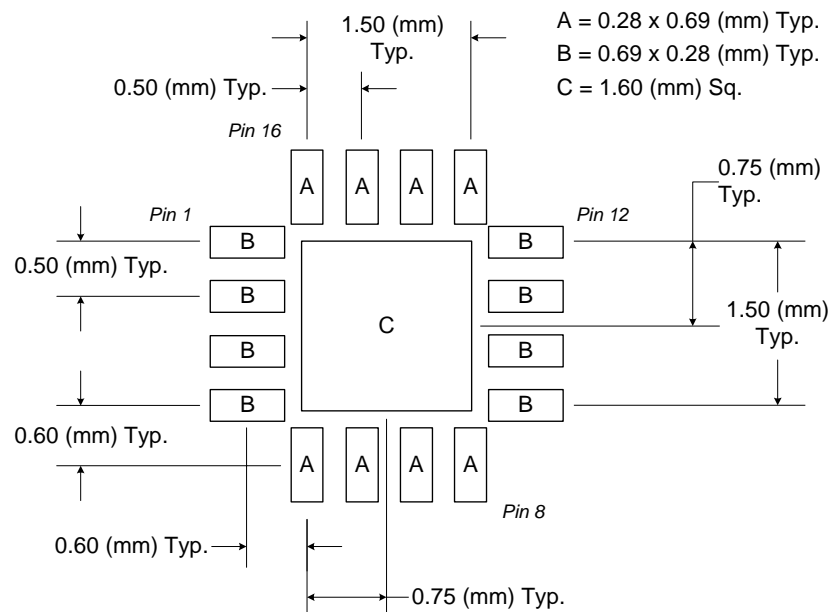 1.50 (mm)
Typ.
A = 0.28 x 0.69 (mm) Typ.
B = 0.69 x 0.28 (mm) Typ.
C = 1.60 (mm) Sq.
0.50 (mm) Typ.
Pin 16
0.75 (mm)
Typ.
A A A A
Pin 1
Pin 12
B B
0.50 (mm) Typ.
B B
C
1.50 (mm)
Typ.
B B
B B
0.60 (mm) Typ.
A A A A
Pin 8
0.60 (mm) Typ.
0.75 (mm) Typ.